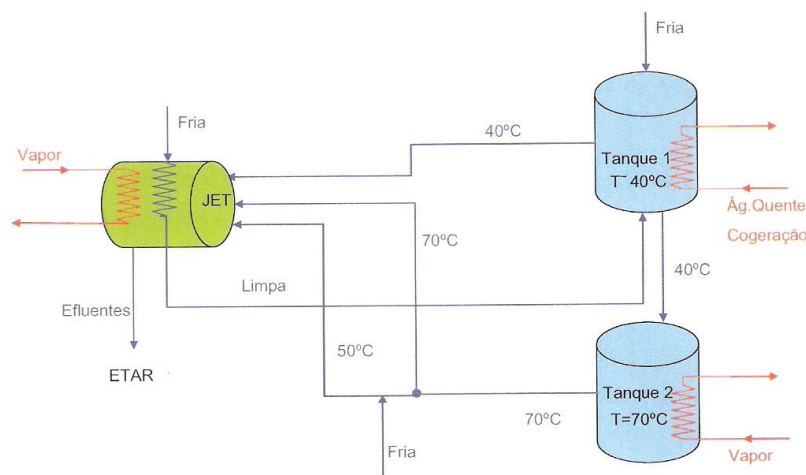 Fria
Fria
Vapor
JET
40ºC
Tanque 1
T~ 40ºC
Ág.Quente
Cogeração
70ºC
Limpa
40ºC
Efluentes
ETAR
50ºC
70ºC
Tanque 2
T=70ºC
Fria
Vapor